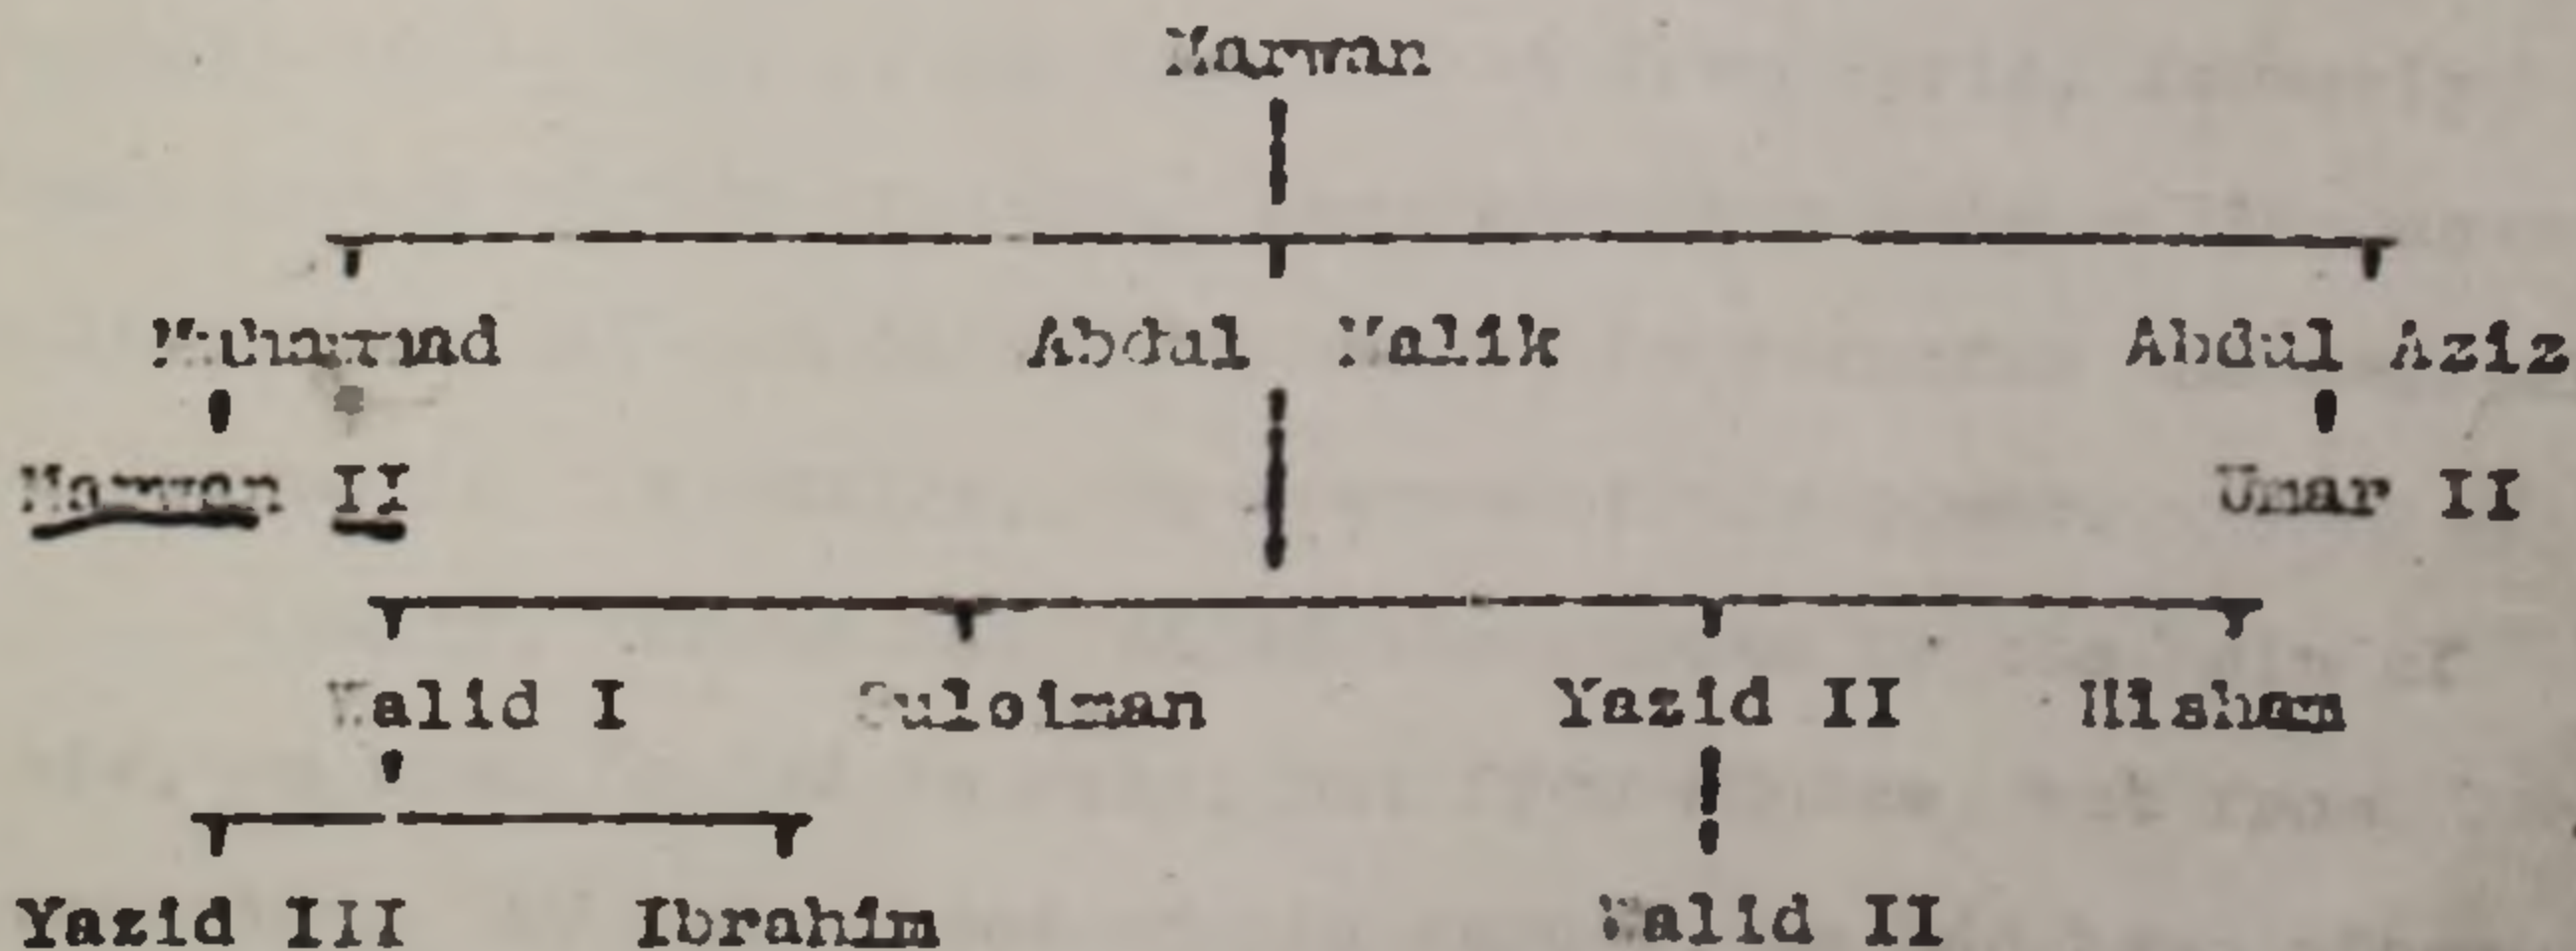 Marwan
Muhammad Abdul Malik Abdul Aziz
Marwan II Umar II
Walid I Suleiman Yazid II Hisham
Yazid III Ibrahim Walid II